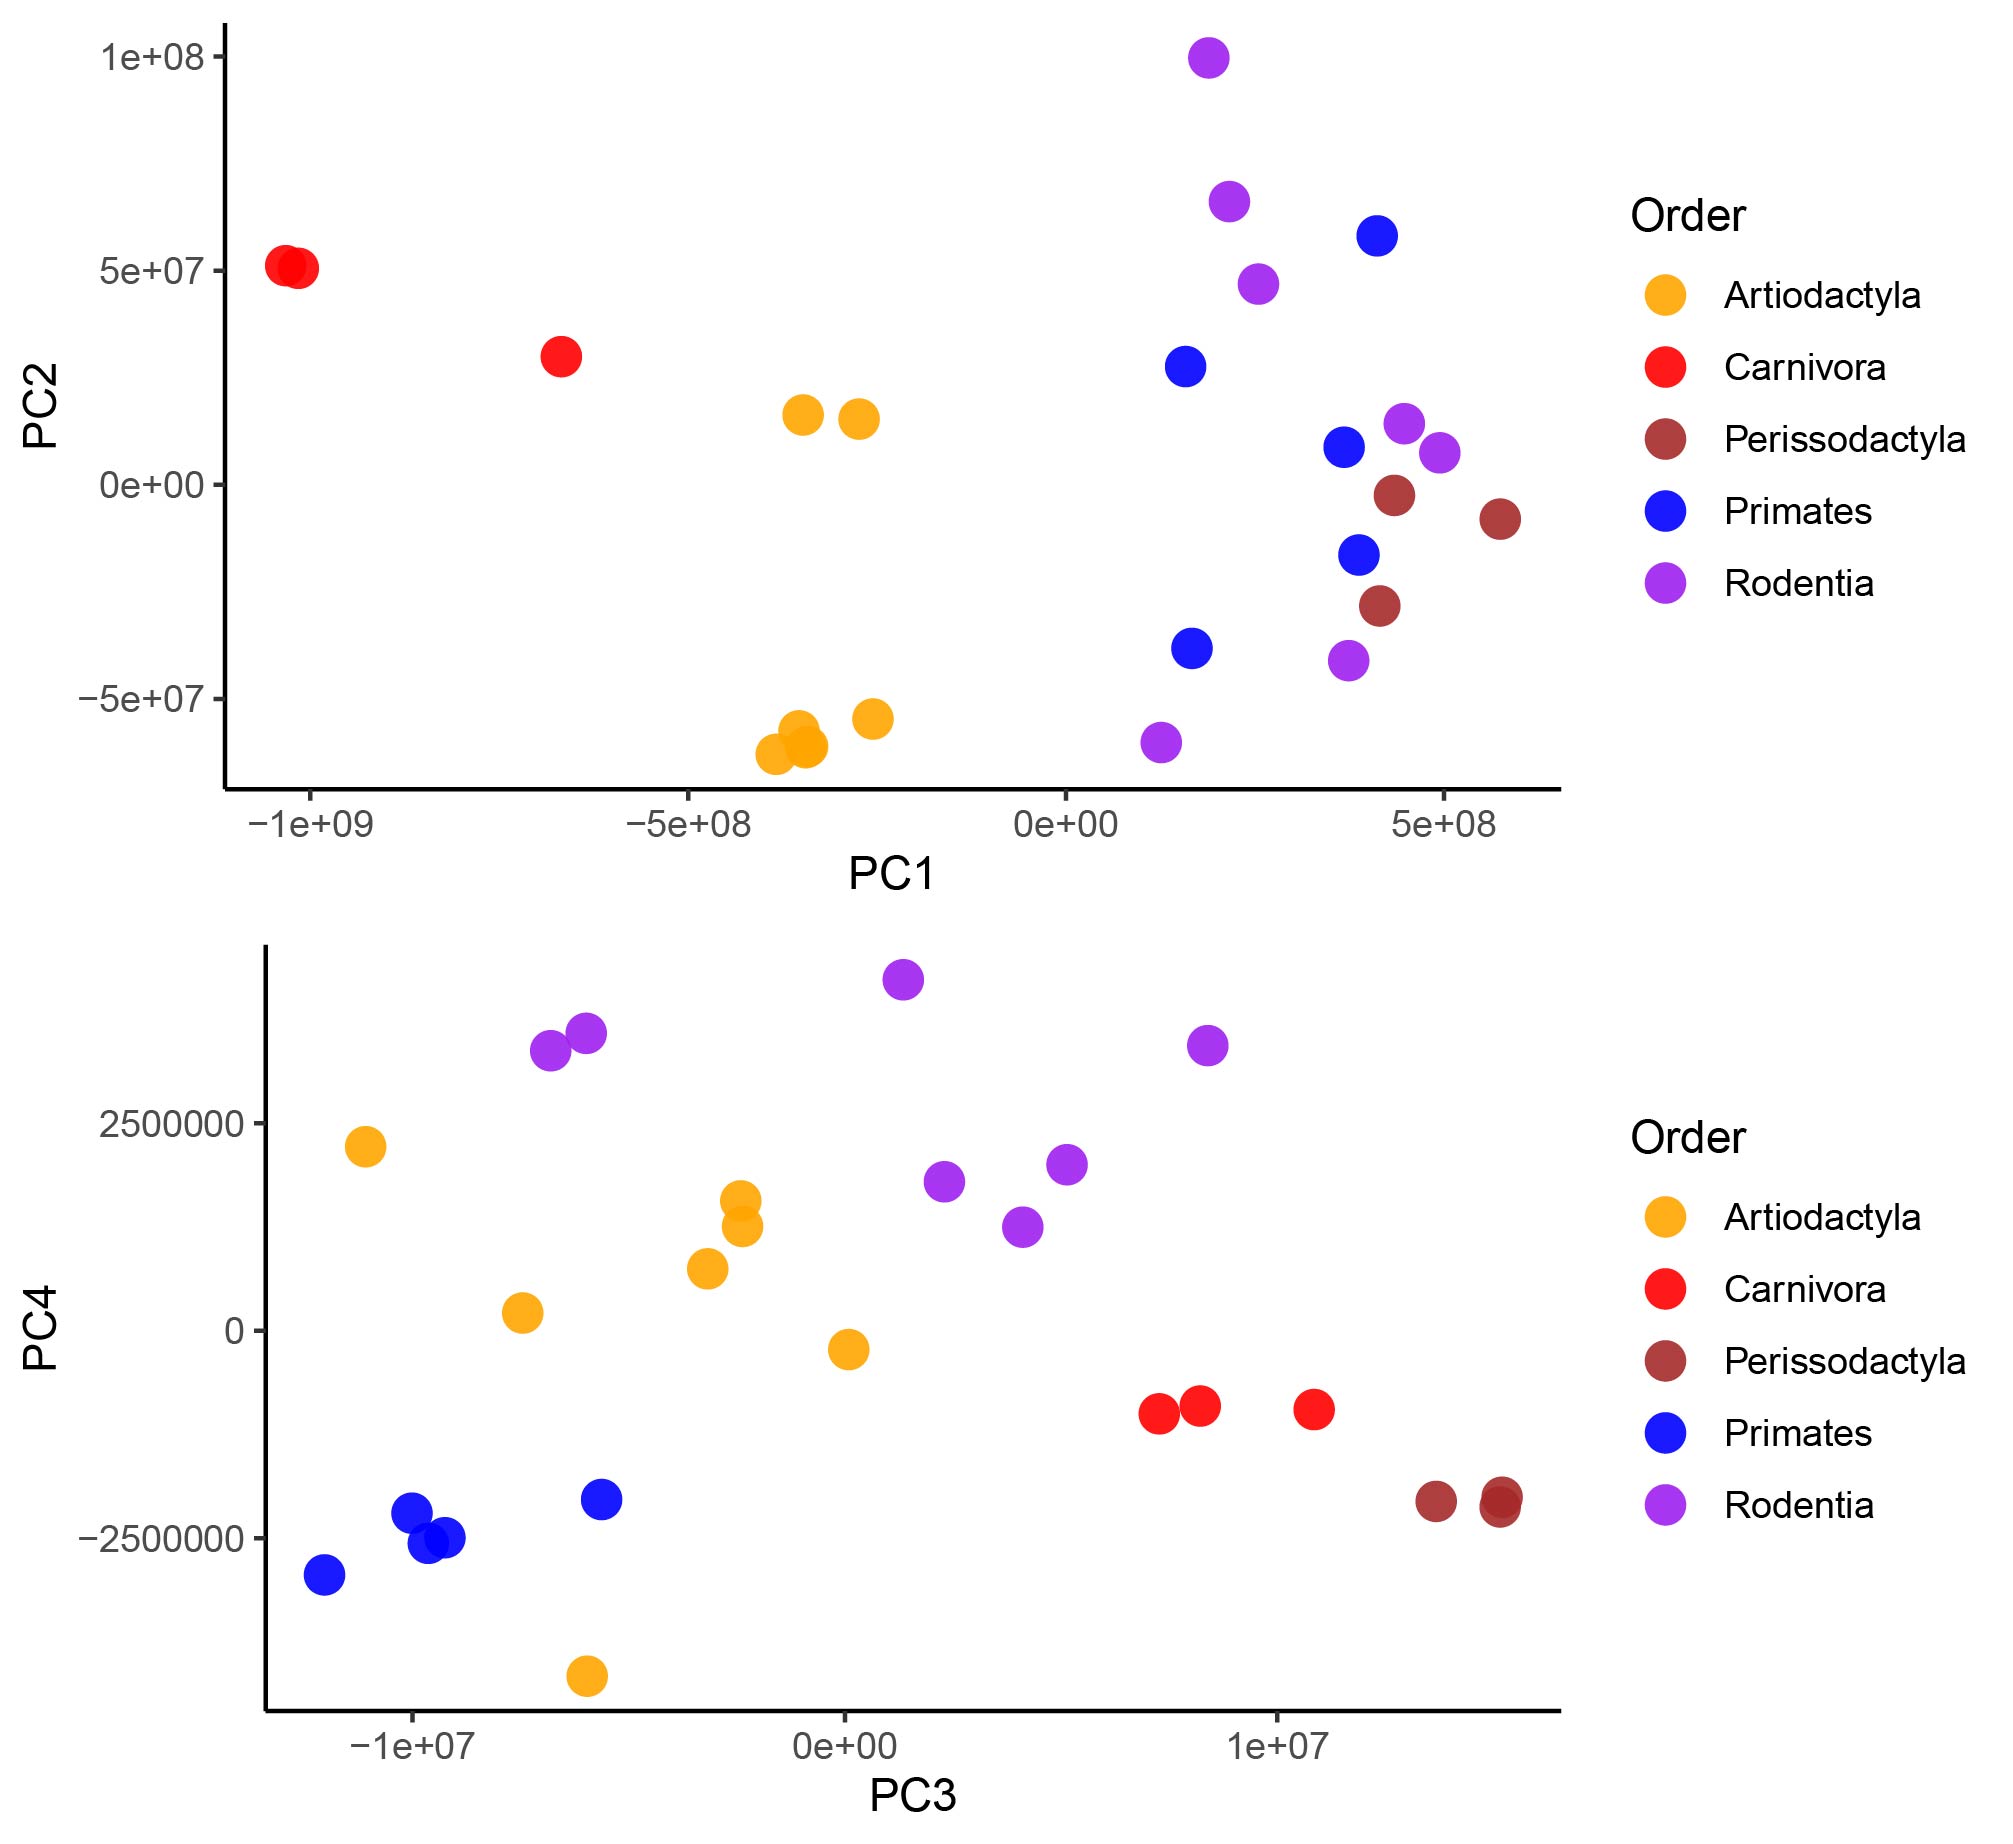 1e+08
5e+07
0e+00
−5e+07
PC2
−1e+09
−5e+08
0e+00
5e+08
PC1
Order
Artiodactyla
Carnivora
Perissodactyla
Primates
Rodentia
2500000
0
−2500000
PC4
−1e+07
0e+00
1e+07
PC3
Order
Artiodactyla
Carnivora
Perissodactyla
Primates
Rodentia